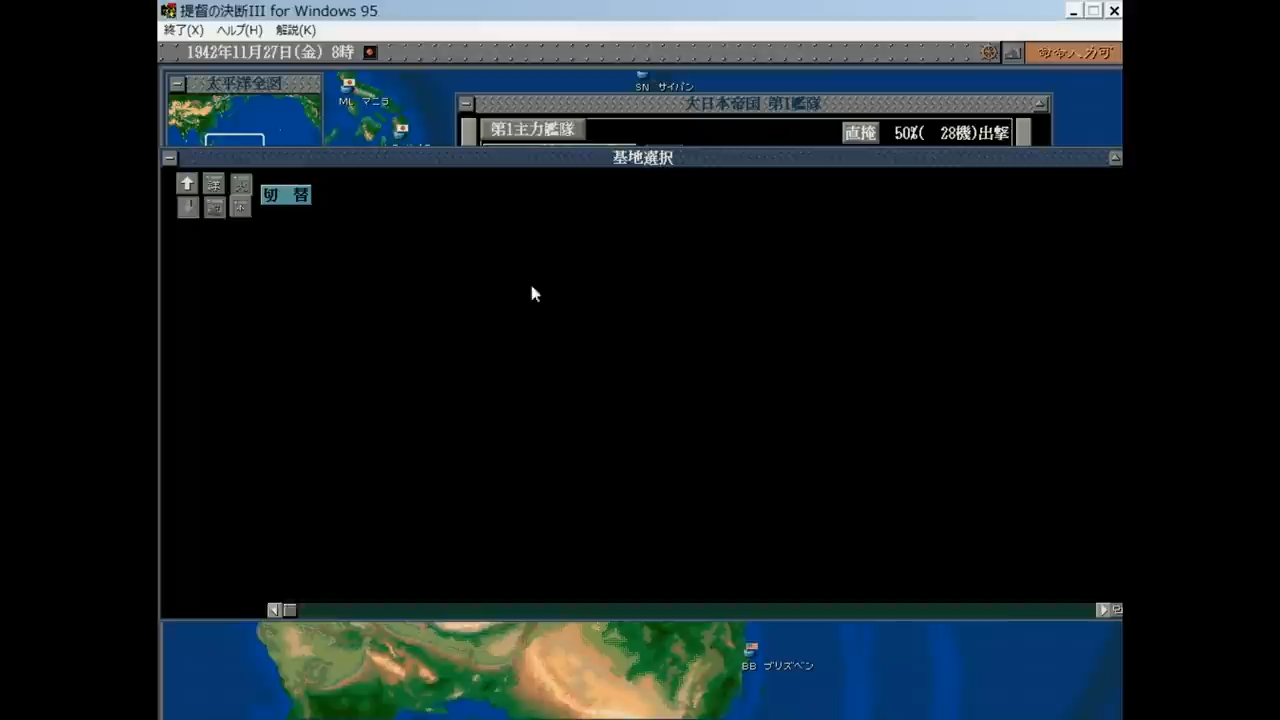 提督の決断III for Windows 95
終了(X) ヘルプ(H) 解説(K)
1942年11月27日(金) 8時
太平洋全図
ML マニラ
SN サイパン
大日本帝国 第1艦隊
第1主力艦隊
直掩 50%( 28機)出撃
基地選択
切 替
BB ブリズベン